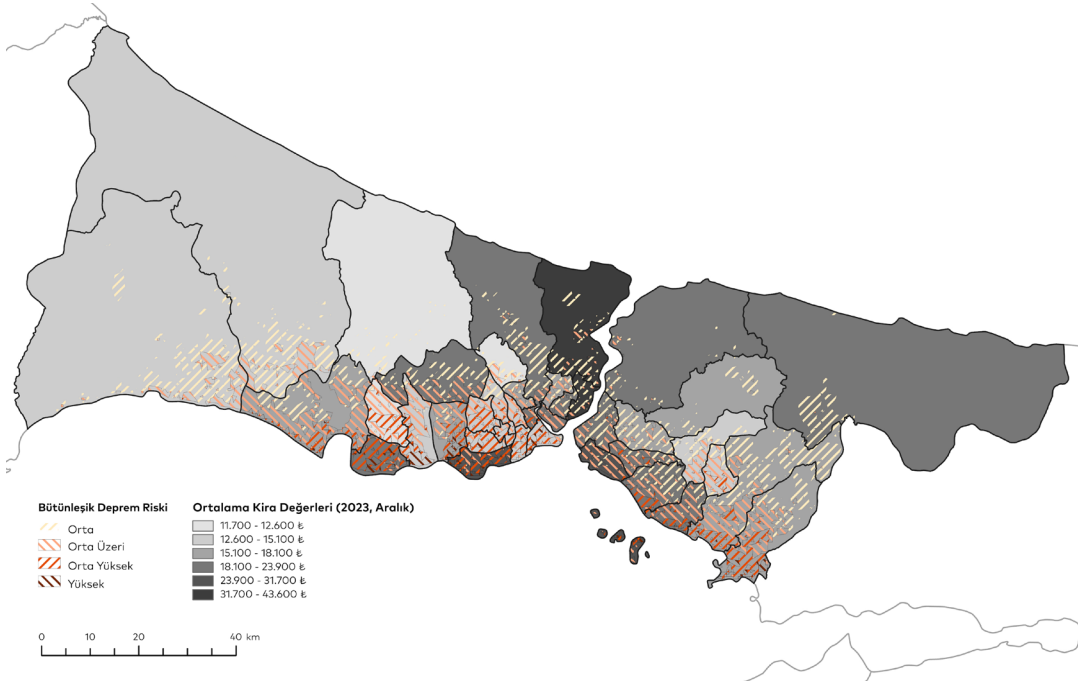 Bütünleşik Deprem Riski
Orta
Orta Üzeri
Orta Yüksek
Yüksek
Ortalama Kira Değerleri (2023, Aralık)
11.700 - 12.600 ₺
12.600 - 15.100 ₺
15.100 - 18.100 ₺
18.100 - 23.900 ₺
23.900 - 31.700 ₺
31.700 - 43.600 ₺
0 10 20 40 km